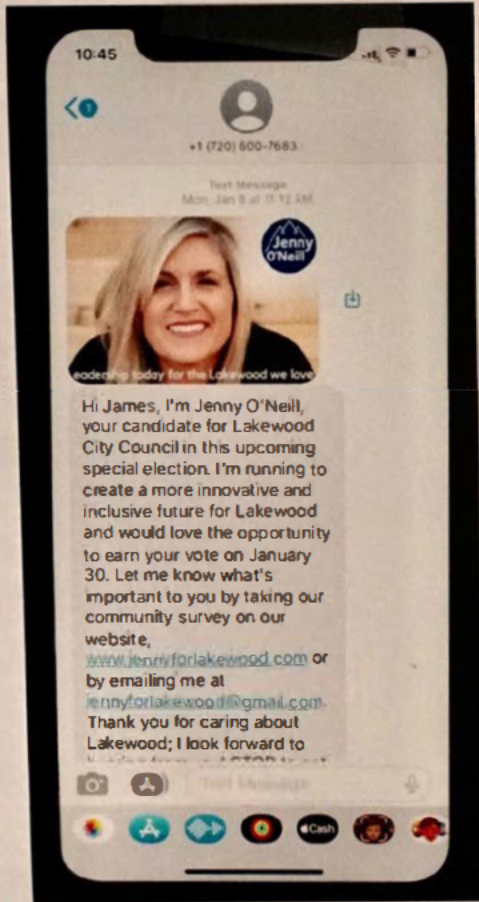 10:45
1
+1 (720) 600-7683
Text Message
Mon, Jan 8 at 11:12 AM
Jenny
O'Neill
eadership today for the Lakewood we love
Hi James, I'm Jenny O'Neill,
your candidate for Lakewood
City Council in this upcoming
special election. I'm running to
create a more innovative and
inclusive future for Lakewood
and would love the opportunity
to earn your vote on January
30. Let me know what's
important to you by taking our
community survey on our
website,
www.jennyforlakewood.com or
by emailing me at
jennyforlakewood@gmail.com.
Thank you for caring about
Lakewood; I look forward to
Text Message
Cash